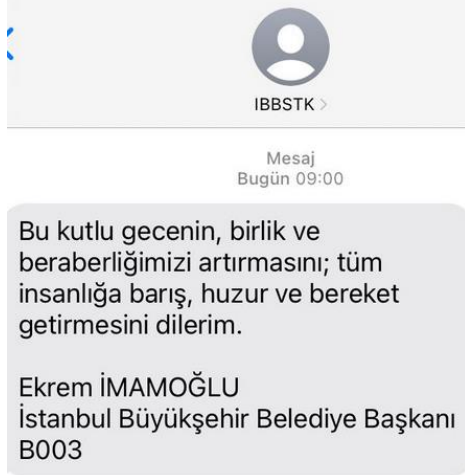 IBBSTK
Mesaj
Bugün 09:00
Bu kutlu gecenin, birlik ve
beraberliğimizi artırmasını; tüm
insanlığa barış, huzur ve bereket
getirmesini dilerim.
Ekrem İMAMOĞLU
İstanbul Büyükşehir Belediye Başkanı
B003